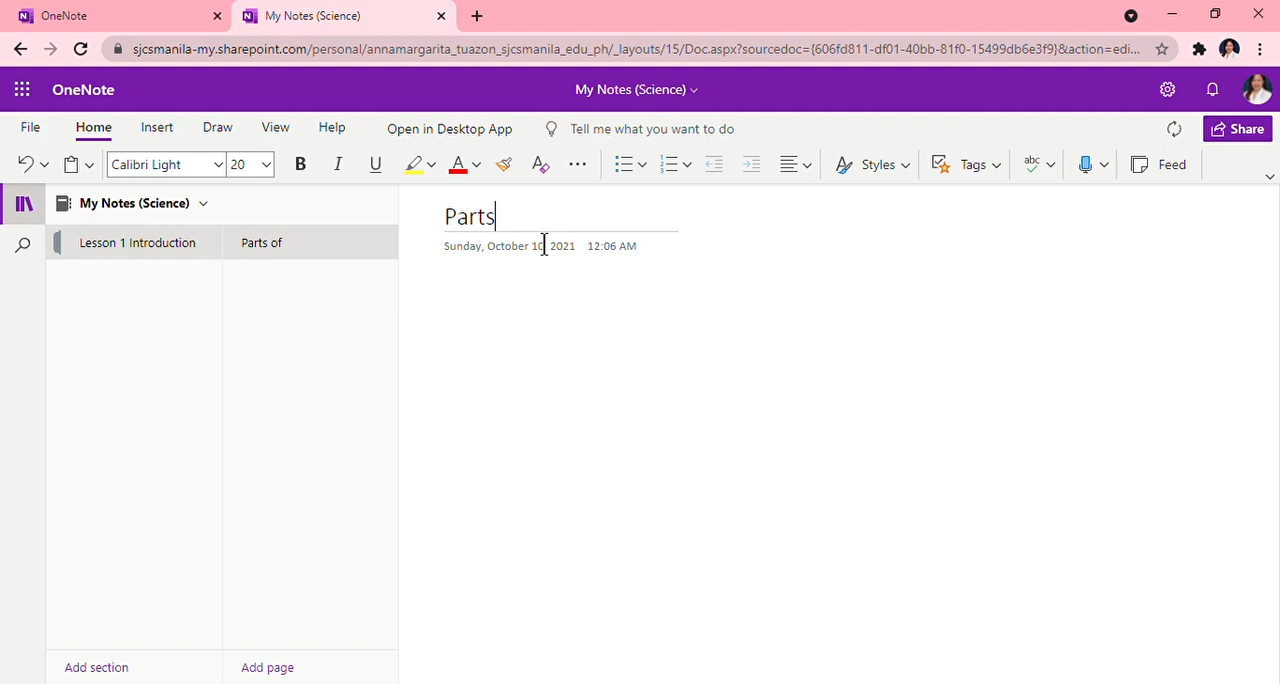 OneNote
My Notes (Science)
sjcsmanila-my.sharepoint.com/personal/annamargarita_tuazon_sjcsmanila_edu_ph/_layouts/15/Doc.aspx?sourcedoc={606fd811-df01-40bb-81f0-15499db6e3f9}&action=edi...
OneNote
My Notes (Science)
File Home Insert Draw View Help Open in Desktop App Tell me what you want to do Share
Calibri Light 20 B I U A A Styles Tags abc Feed
My Notes (Science)
Lesson 1 Introduction
Parts of
Parts
Sunday, October 10, 2021 12:06 AM
Add section
Add page